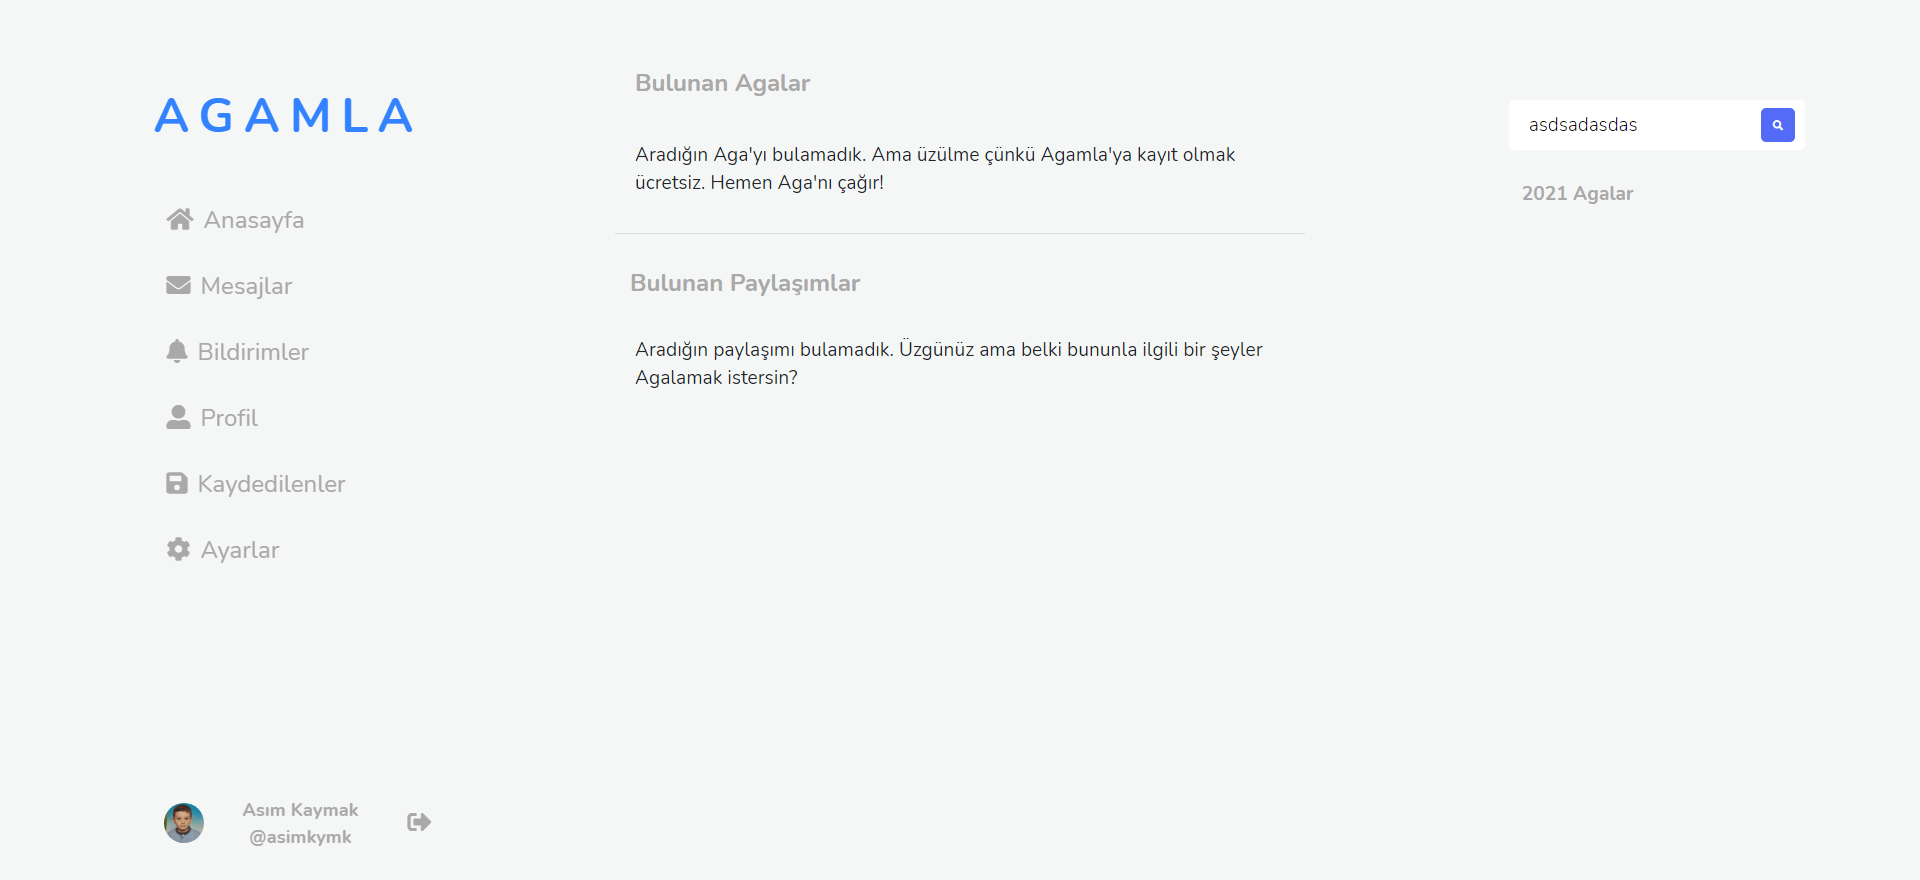 AGAMLA
Anasayfa
Mesajlar
Bildirimler
Profil
Kaydedilenler
Ayarlar
Asım Kaymak
@asimkymk
Bulunan Agalar
Aradığın Aga'yı bulamadık. Ama üzülme çünkü Agamla'ya kayıt olmak
ücretsiz. Hemen Aga'nı çağır!
Bulunan Paylaşımlar
Aradığın paylaşımı bulamadık. Üzgünüz ama belki bununla ilgili bir şeyler
Agalamak istersin?
asdsadasdas
2021 Agalar